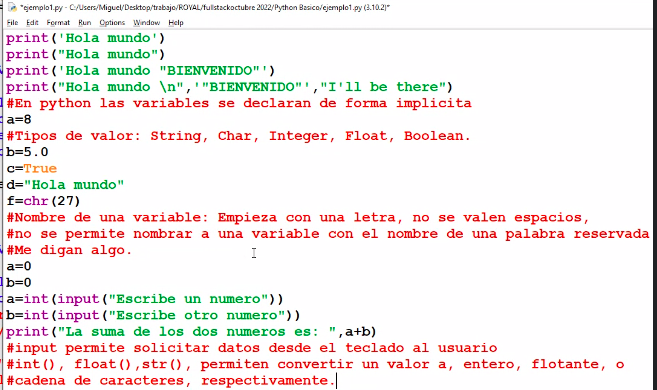 *ejemplo1.py - C:/Users/Miguel/Desktop/trabajo/ROYAL/fullstackoctubre 2022/Python Basico/ejemplo1.py (3.10.2)*
File Edit Format Run Options Window Help
print('Hola mundo')
print("Hola mundo")
print('Hola mundo "BIENVENIDO"')
print("Hola mundo \n",'"BIENVENIDO"',"I'll be there")
#En python las variables se declaran de forma implicita
a=8
#Tipos de valor: String, Char, Integer, Float, Boolean.
b=5.0
c=True
d="Hola mundo"
f=chr(27)
#Nombre de una variable: Empieza con una letra, no se valen espacios,
#no se permite nombrar a una variable con el nombre de una palabra reservada
#Me digan algo.
a=0
b=0
a=int(input("Escribe un numero"))
b=int(input("Escribe otro numero"))
print("La suma de los dos numeros es: ",a+b)
#input permite solicitar datos desde el teclado al usuario
#int(), float(),str(), permiten convertir un valor a, entero, flotante, o
#cadena de caracteres, respectivamente.